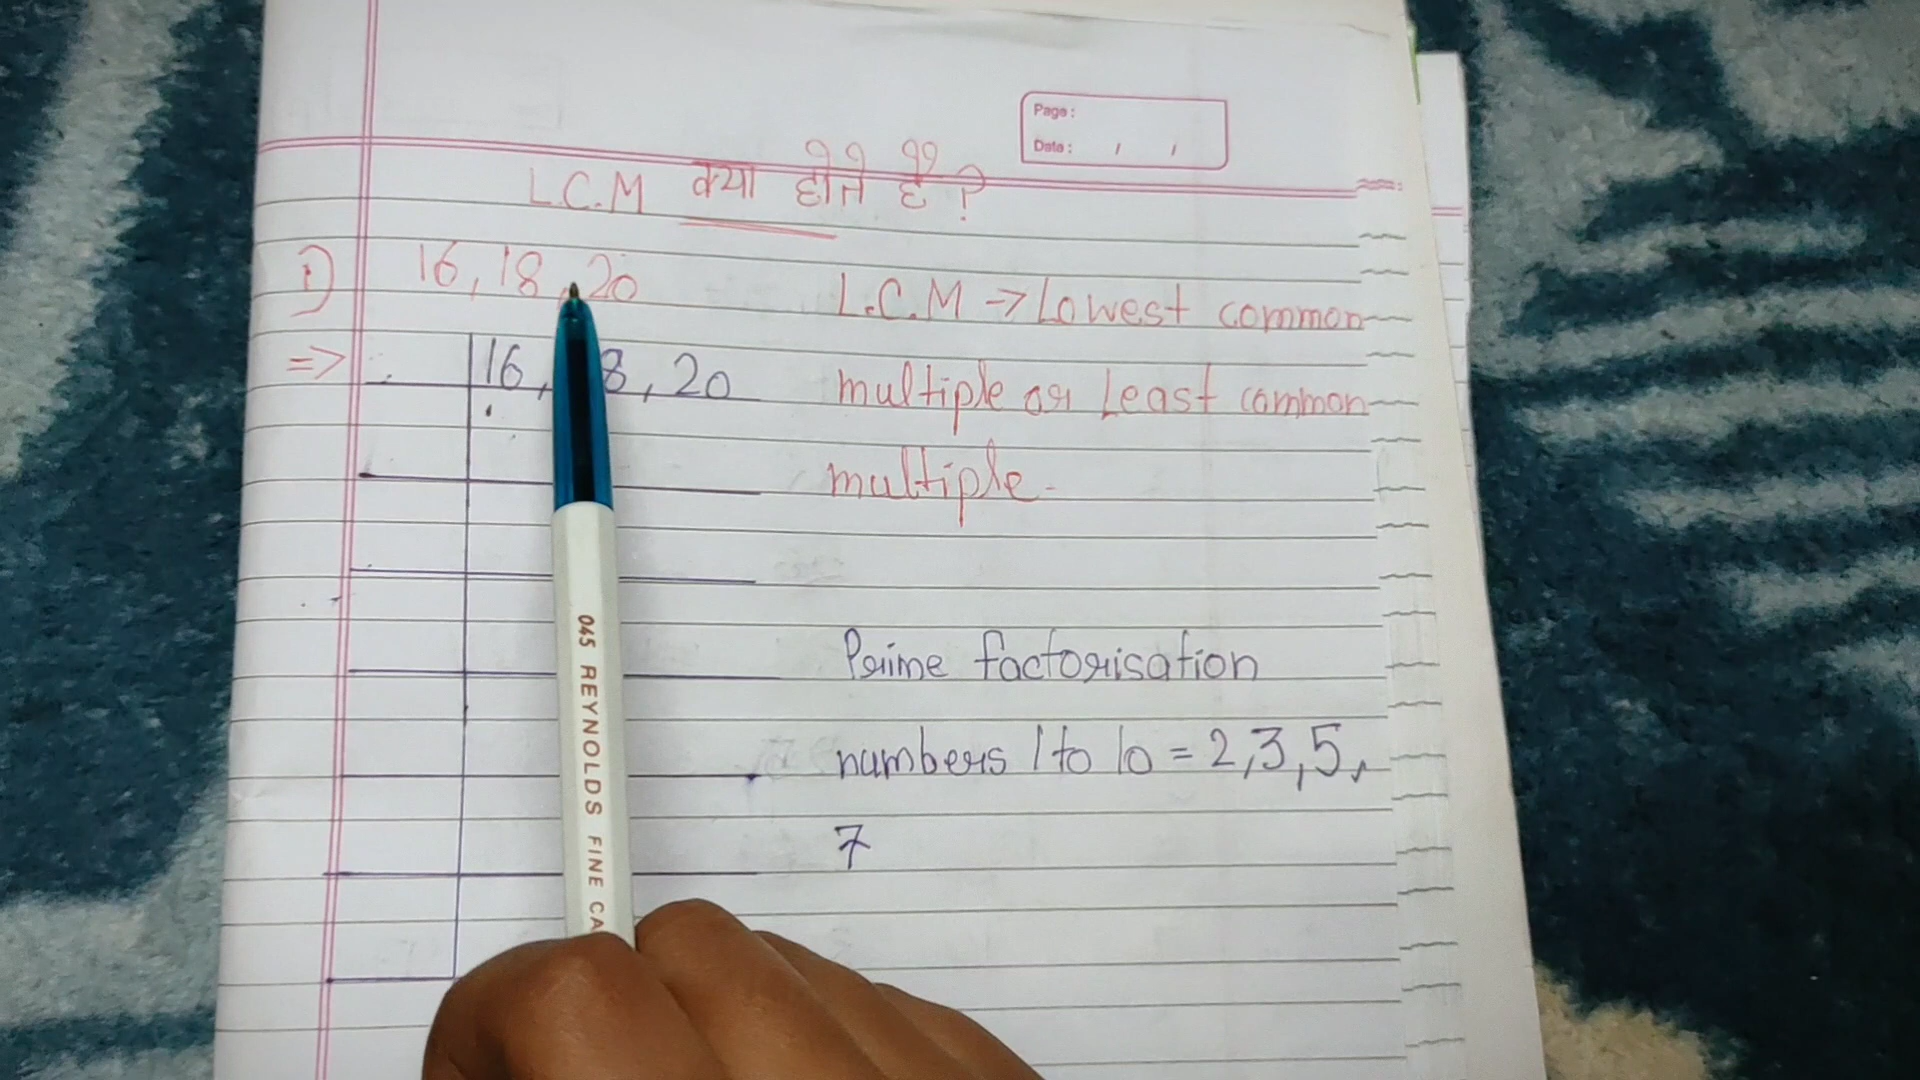 Page :
Date : / /
L.C.M क्या होते है ?
1) 16, 18, 20
L.C.M -> Lowest common
=> 16, 8, 20
multiple or Least common
multiple.
Prime factorisation
numbers 1 to 10 = 2,3,5,
7
045 REYNOLDS FINE CA